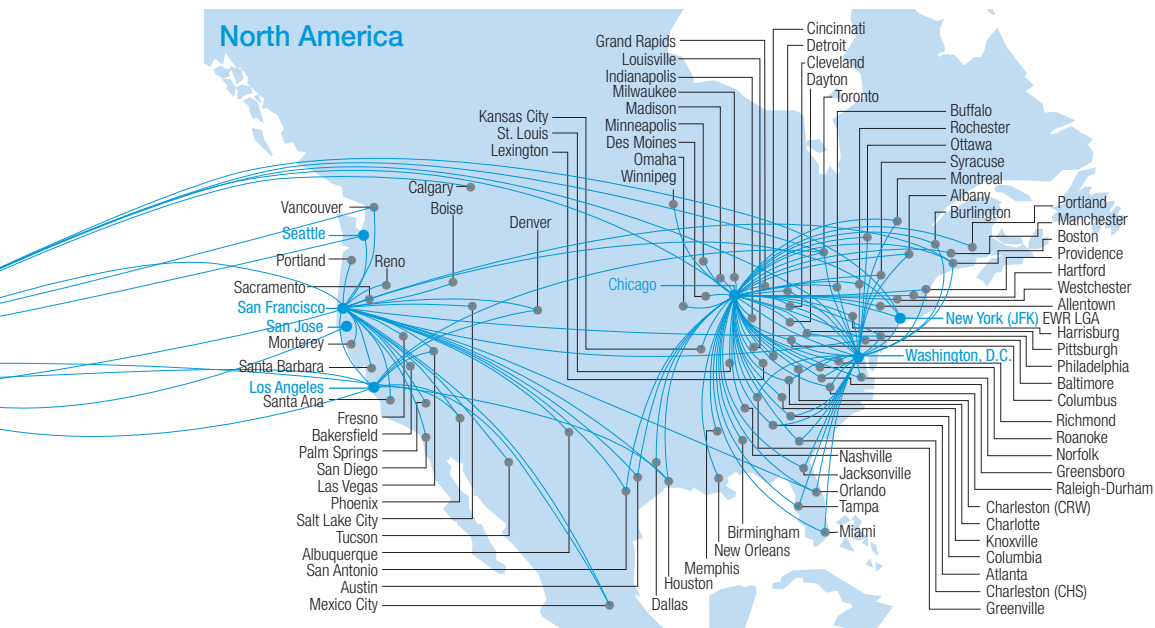 North America
Cincinnati
Grand Rapids
Detroit
Louisville
Cleveland
Indianapolis
Dayton
Milwaukee
Toronto
Madison
Kansas City
Buffalo
Minneapolis
Rochester
St. Louis
Des Moines
Ottawa
Lexington
Omaha
Syracuse
Winnipeg
Montreal
Calgary
Albany
Vancouver
Boise
Burlington
Portland
Denver
Manchester
Seattle
Boston
Portland
Reno
Providence
Hartford
Sacramento
Chicago
Westchester
San Francisco
Allentown
New York (JFK) EWR LGA
San Jose
Harrisburg
Monterey
Pittsburgh
Washington, D.C.
Santa Barbara
Philadelphia
Los Angeles
Baltimore
Santa Ana
Columbus
Fresno
Richmond
Bakersfield
Roanoke
Palm Springs
Nashville
Norfolk
San Diego
Jacksonville
Greensboro
Las Vegas
Orlando
Raleigh-Durham
Phoenix
Tampa
Charleston (CRW)
Salt Lake City
Charlotte
Tucson
Birmingham
Miami
Knoxville
Albuquerque
New Orleans
Columbia
San Antonio
Memphis
Atlanta
Austin
Houston
Charleston (CHS)
Mexico City
Dallas
Greenville